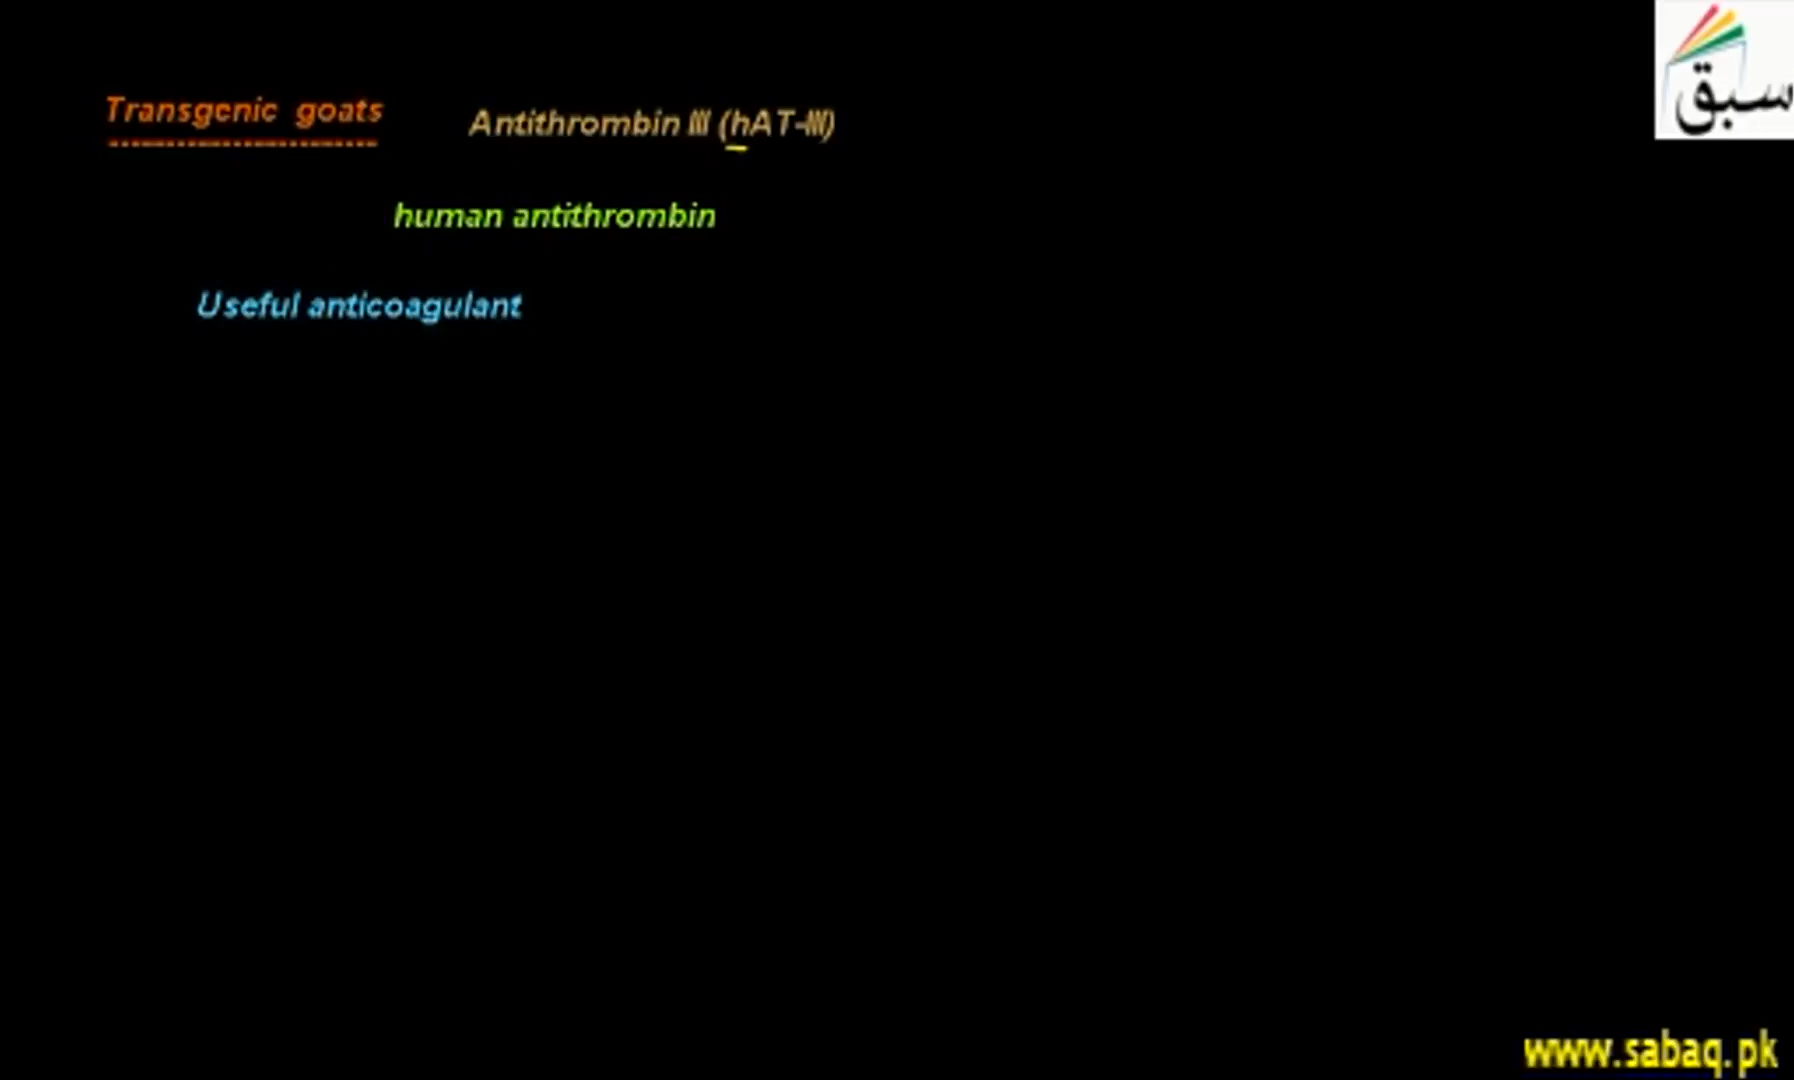 Transgenic goats
Antithrombin III (hAT-III)
سبق
human antithrombin
Useful anticoagulant
www.sabaq.pk